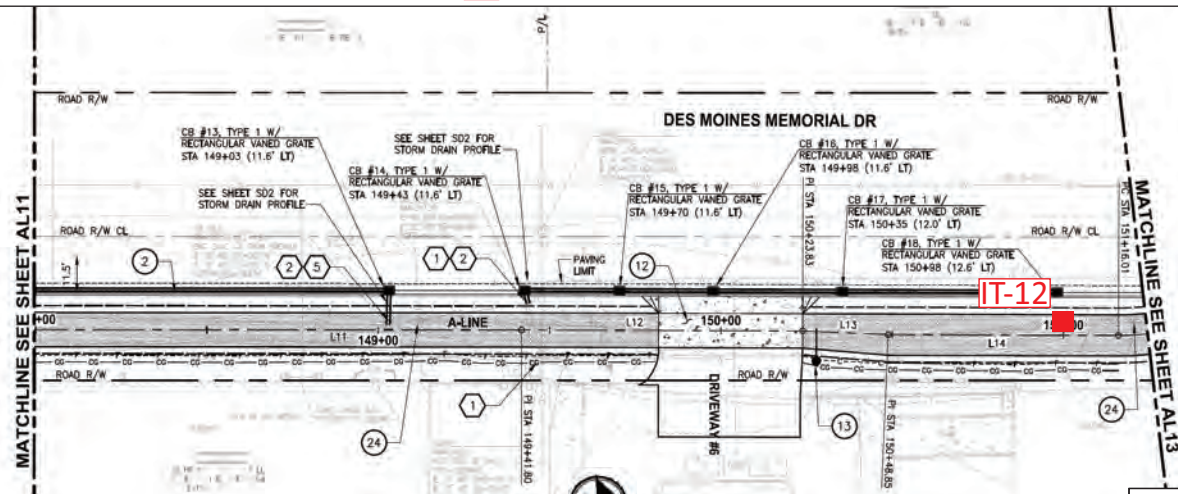 P/L
ROAD R/W
ROAD R/W
DES MOINES MEMORIAL DR
CB #13, TYPE 1 W/
RECTANGULAR VANED GRATE
STA 149+03 (11.6' LT)
SEE SHEET SD2 FOR
STORM DRAIN PROFILE
CB #14, TYPE 1 W/
RECTANGULAR VANED GRATE
STA 149+43 (11.6' LT)
SEE SHEET SD2 FOR
STORM DRAIN PROFILE
CB #15, TYPE 1 W/
RECTANGULAR VANED GRATE
STA 149+70 (11.6' LT)
CB #16, TYPE 1 W/
RECTANGULAR VANED GRATE
STA 149+98 (11.6' LT)
CB #17, TYPE 1 W/
RECTANGULAR VANED GRATE
STA 150+35 (12.0' LT)
CB #18, TYPE 1 W/
RECTANGULAR VANED GRATE
STA 150+98 (12.6' LT)
PI STA 150+23.83
PC STA 151+16.01
MATCHLINE SEE SHEET AL11
MATCHLINE SEE SHEET AL13
ROAD R/W CL
ROAD R/W CL
11.5'
2
2
5
1
2
PAVING
LIMIT
12
IT-12
+00
L11
149+00
A-LINE
L12
150+00
L13
L14
ROAD R/W
ROAD R/W
1
24
PI STA 149+41.80
DRIVEWAY #6
13
PI STA 150+48.85
24